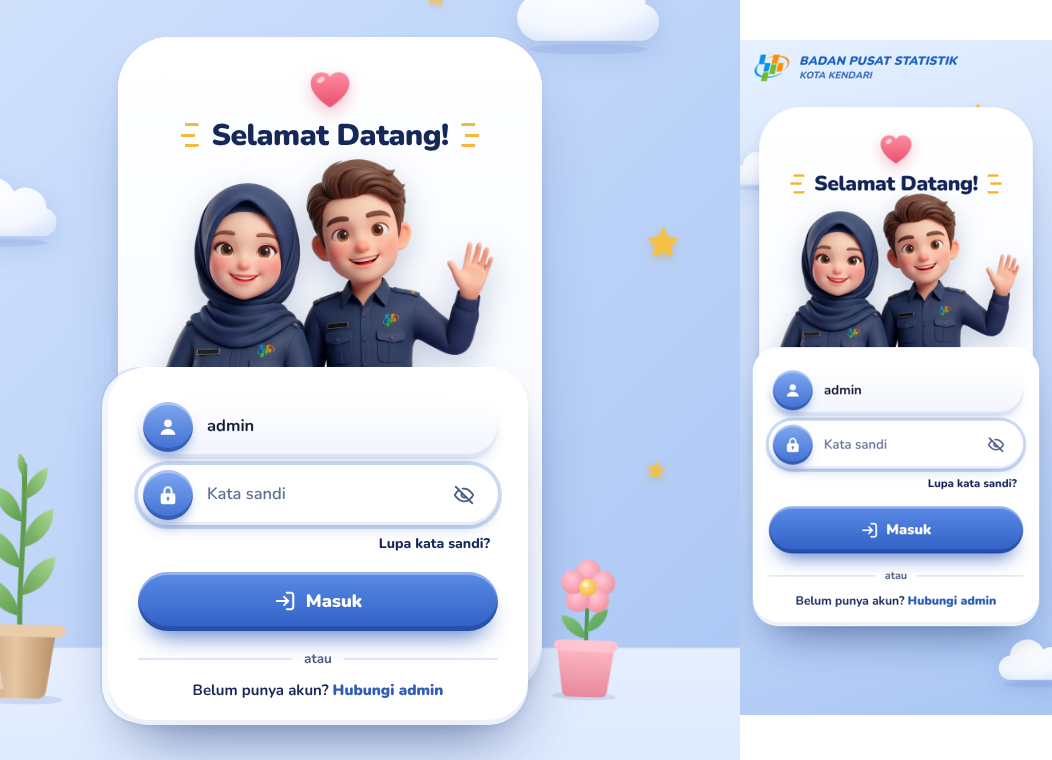 Selamat Datang!
admin
Kata sandi
Lupa kata sandi?
Masuk
atau
Belum punya akun? Hubungi admin
BADAN PUSAT STATISTIK
KOTA KENDARI
Selamat Datang!
admin
Kata sandi
Lupa kata sandi?
Masuk
atau
Belum punya akun? Hubungi admin